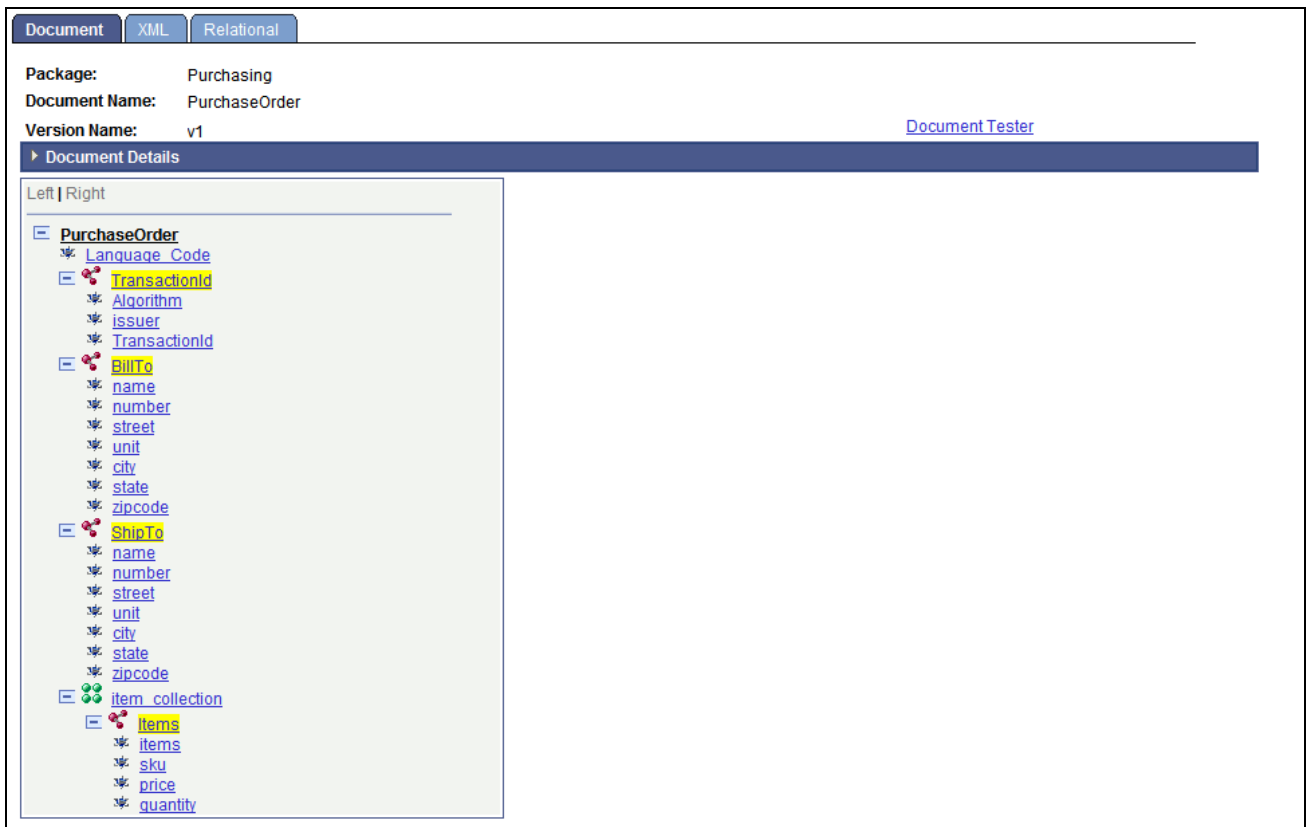 Document XML Relational
Package: Purchasing
Document Name: PurchaseOrder
Version Name: v1 Document Tester
Document Details
Left | Right
PurchaseOrder
Language_Code
TransactionId
Algorithm
issuer
TransactionId
BillTo
name
number
street
unit
city
state
zipcode
ShipTo
name
number
street
unit
city
state
zipcode
item_collection
Items
items
sku
price
quantity